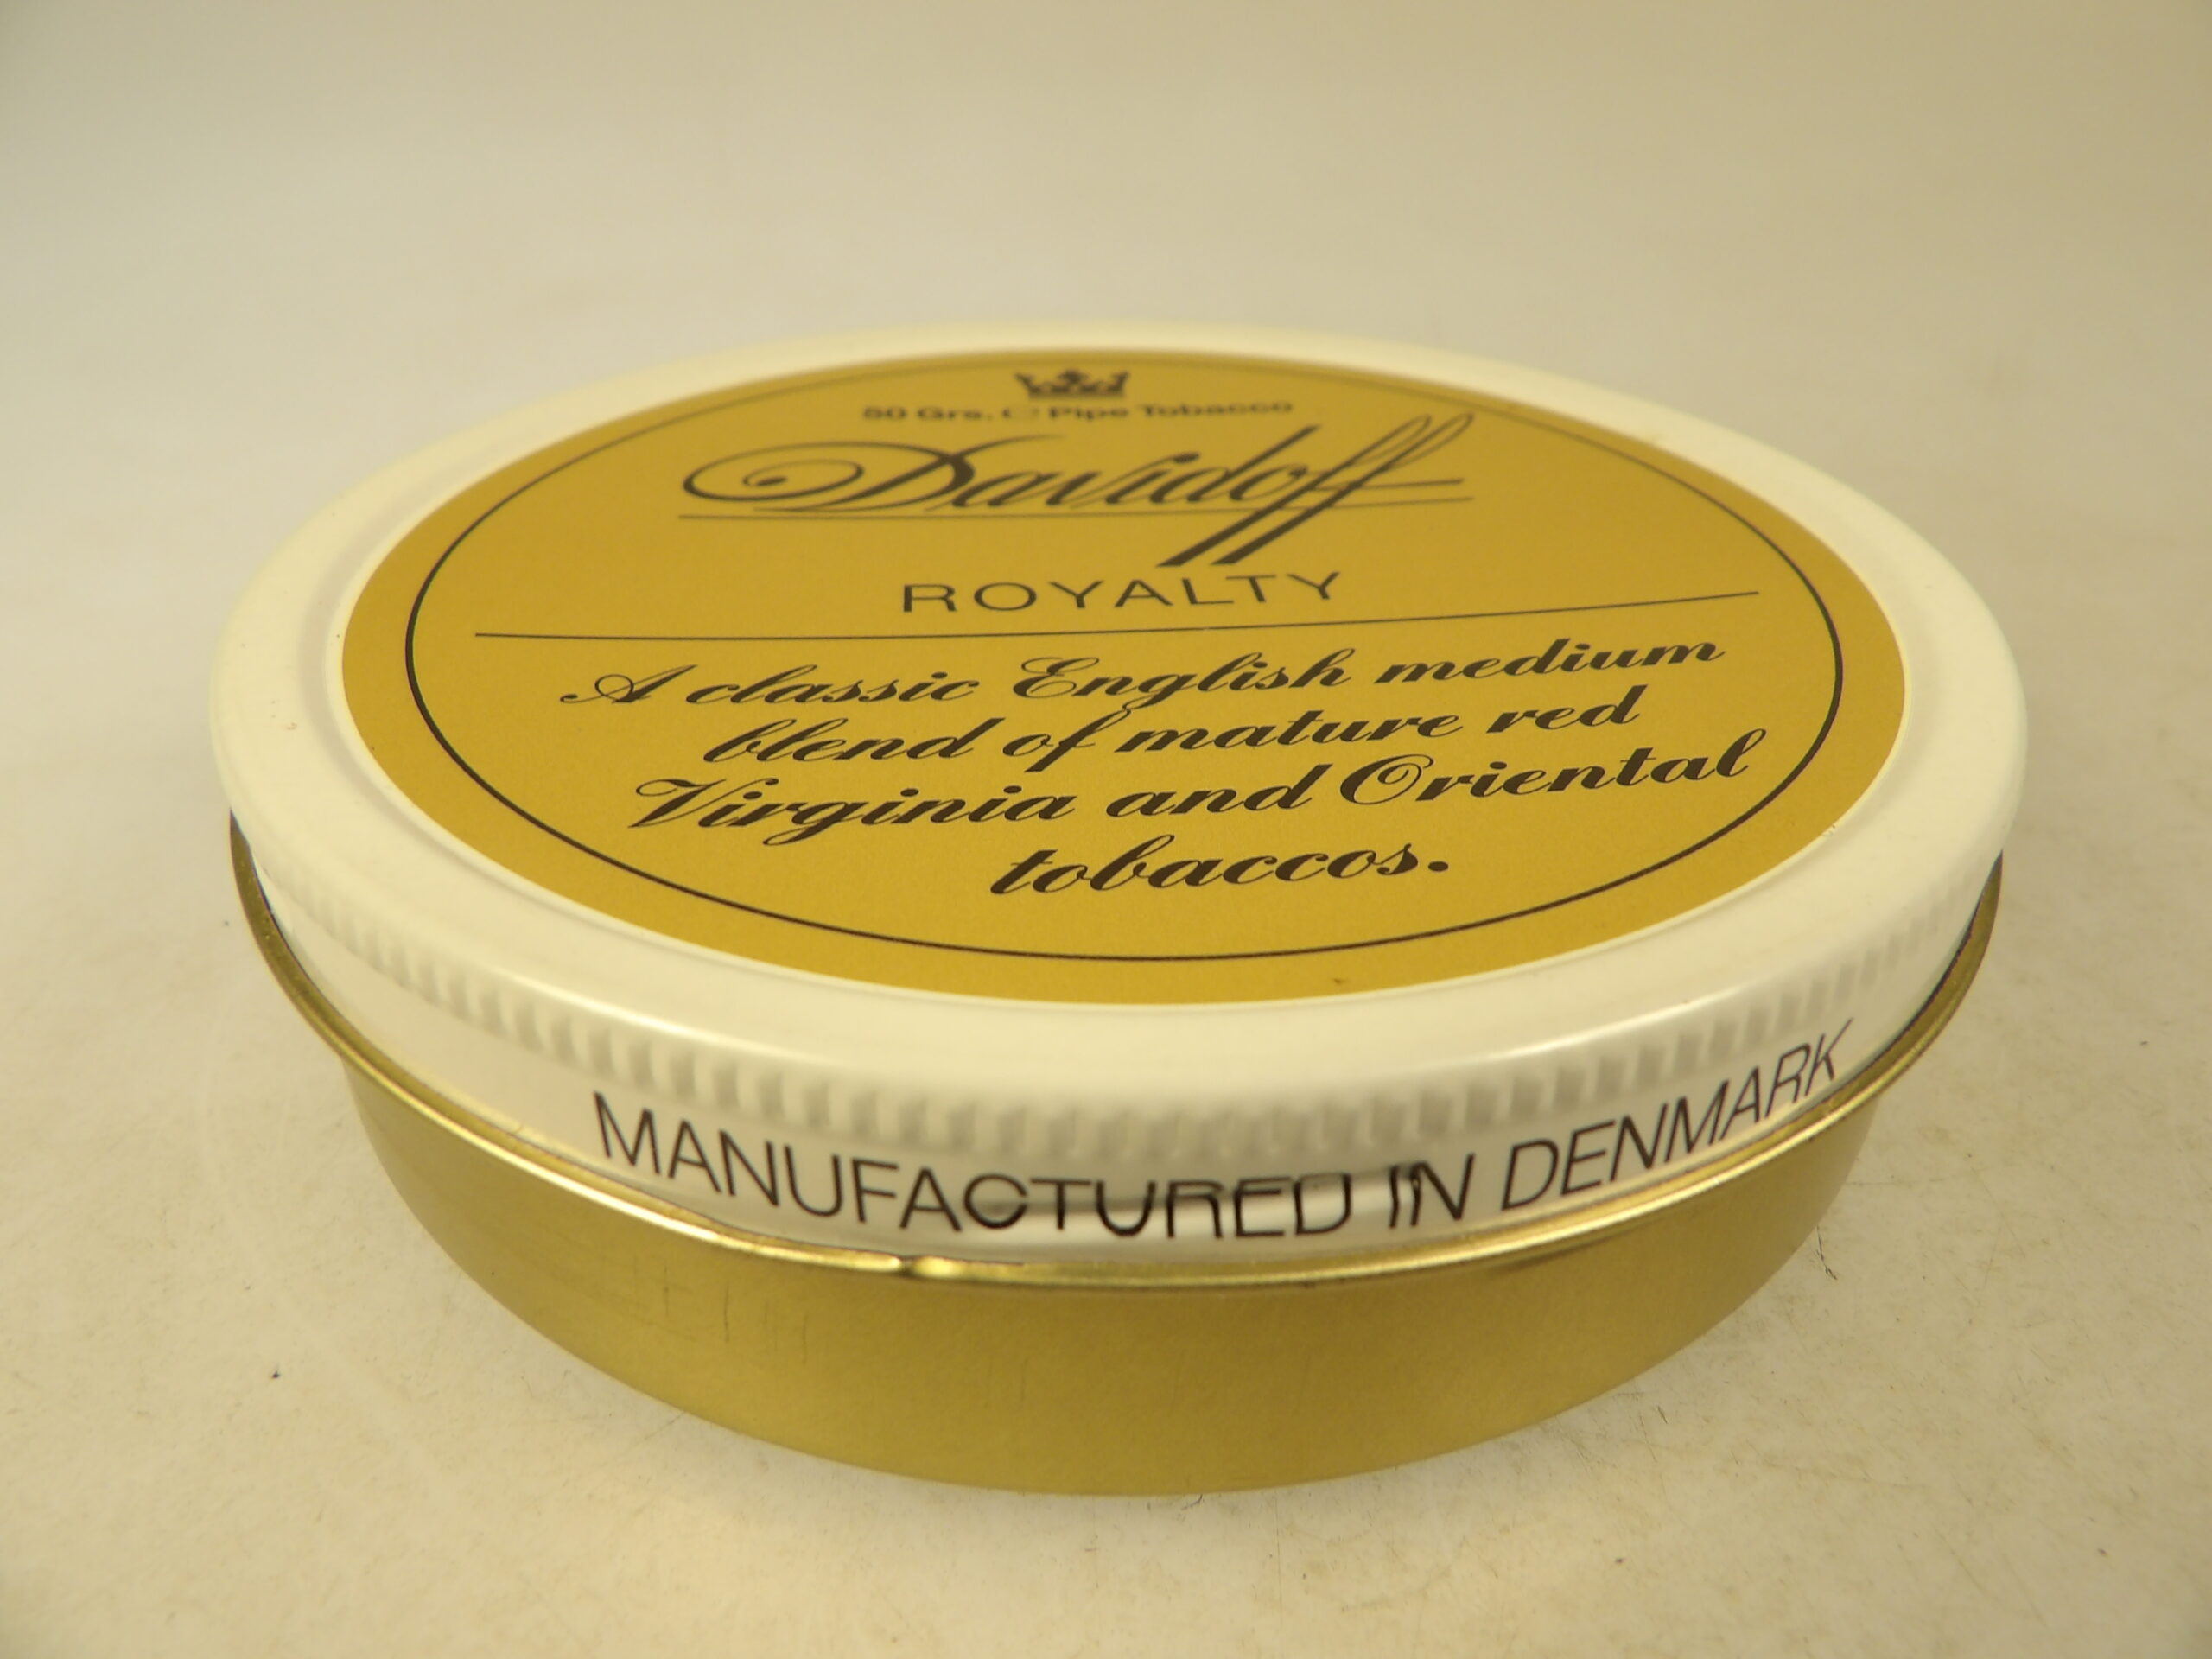 50 Grs. ℮ Pipe Tobacco
Davidoff
ROYALTY
A classic English medium
blend of mature red
Virginia and Oriental
tobaccos.
MANUFACTURED IN DENMARK